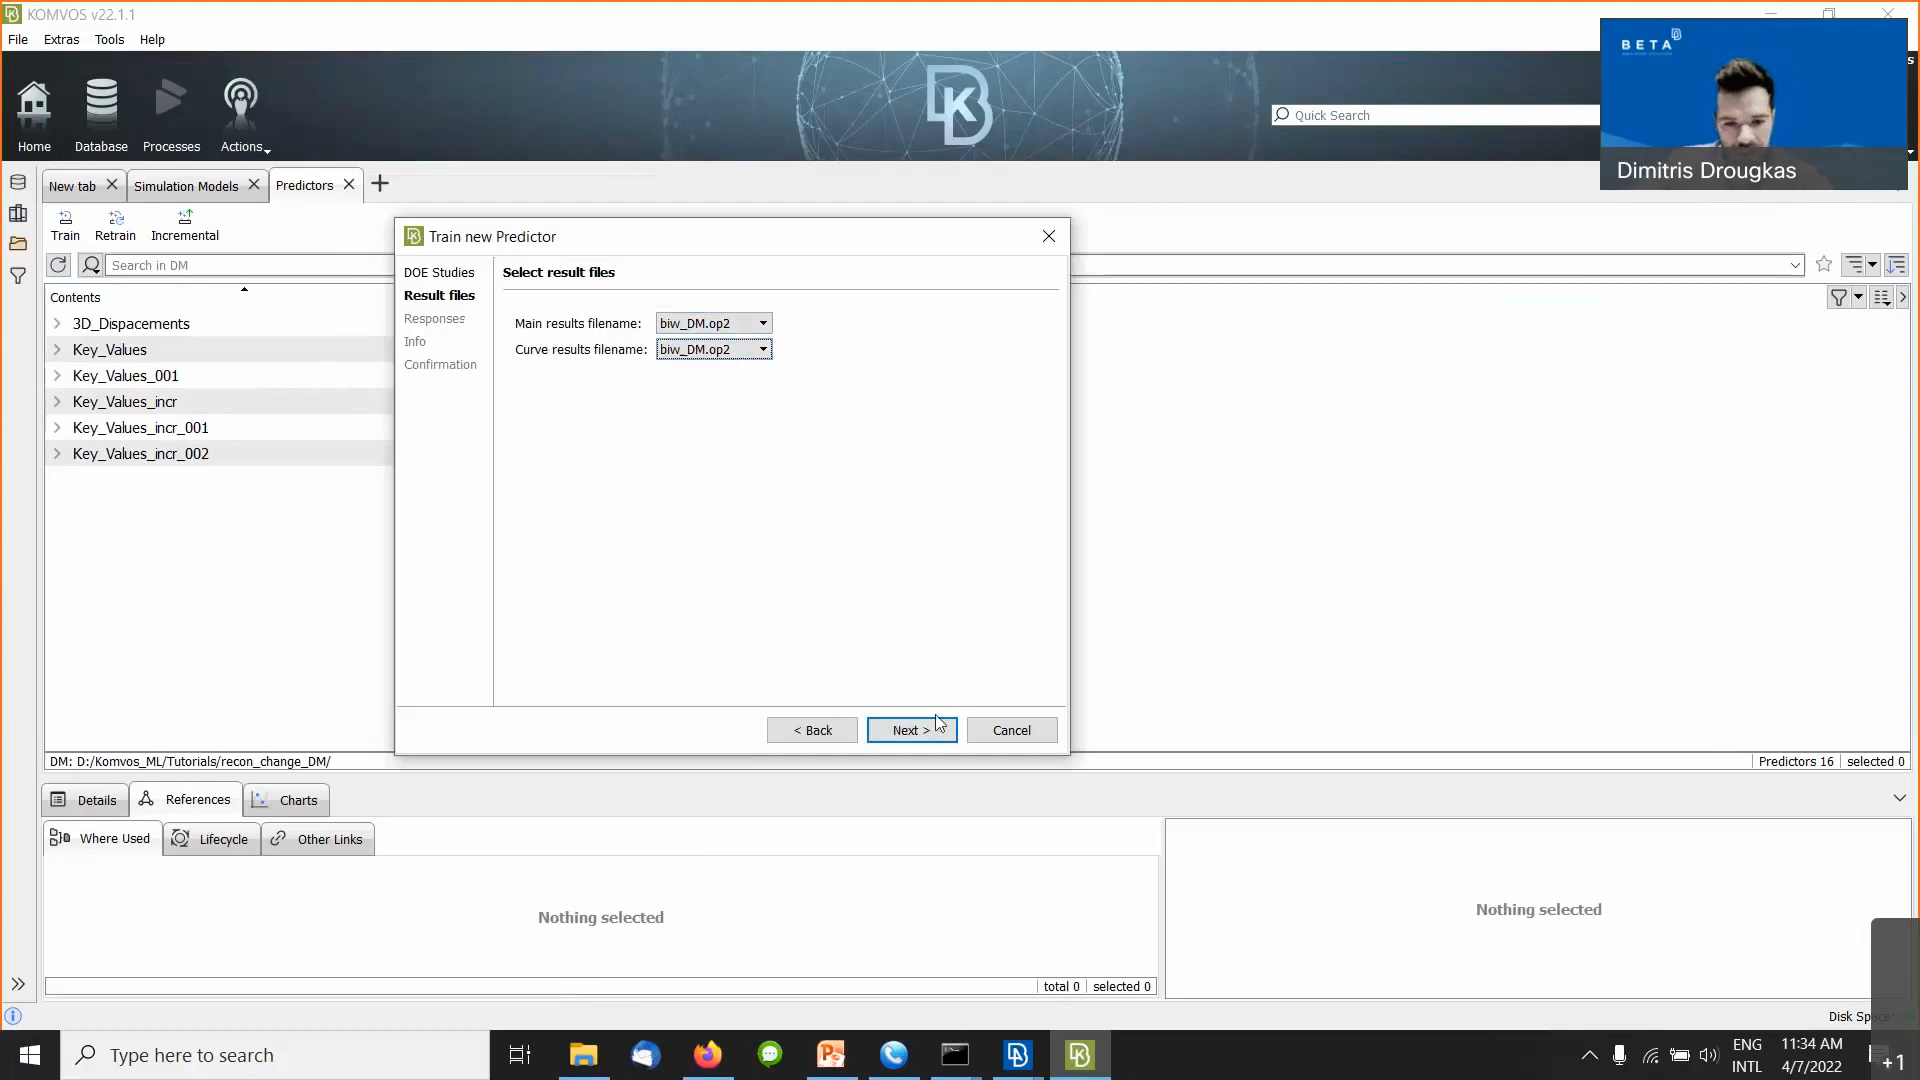 KOMVOS v22.1.1
File Extras Tools Help
BETA
Home Database Processes Actions
Quick Search
Dimitris Drougkas
New tab Simulation Models Predictors
Train Retrain Incremental
Search in DM
Contents
3D_Dispacements
Key_Values
Key_Values_001
Key_Values_incr
Key_Values_incr_001
Key_Values_incr_002
Train new Predictor
DOE Studies
Result files
Responses
Info
Confirmation
Select result files
Main results filename: biw_DM.op2
Curve results filename: biw_DM.op2
< Back Next > Cancel
DM: D:/Komvos_ML/Tutorials/recon_change_DM/
Predictors 16 selected 0
Details References Charts
Where Used Lifecycle Other Links
Nothing selected
Nothing selected
total 0 selected 0
Disk Sp
Type here to search
ENG
INTL
11:34 AM
4/7/2022
+1